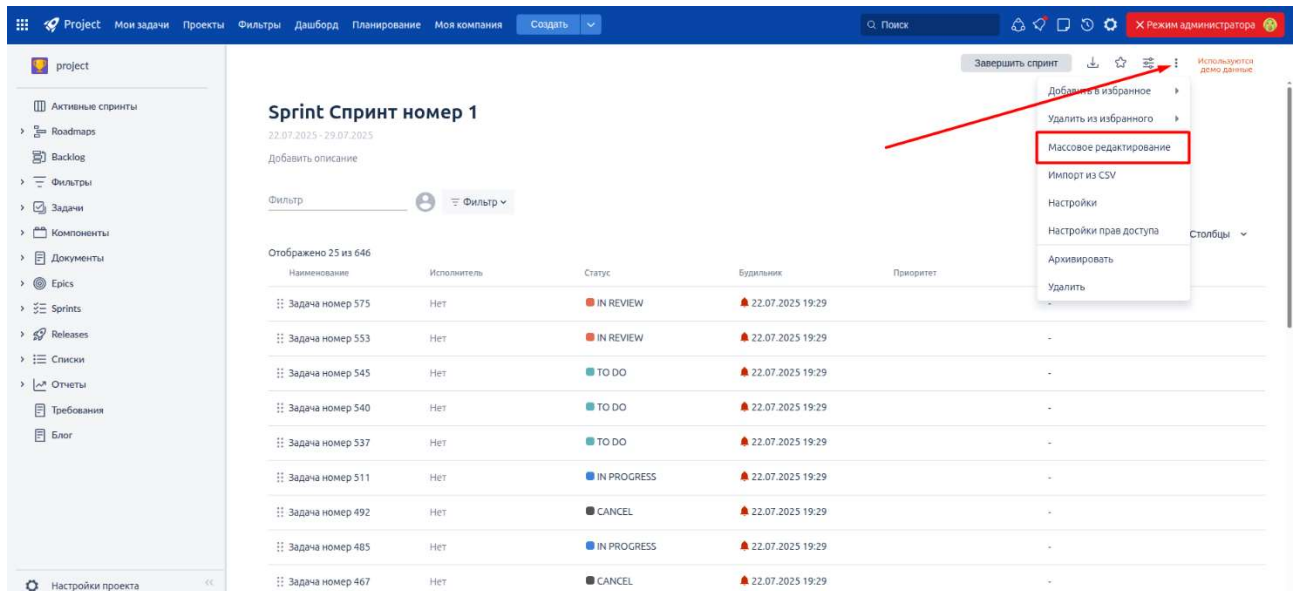 Project Мои задачи Проекты Фильтры Дашборд Планирование Моя компания Создать Поиск Режим администратора
project
Завершить спринт
Используются
демо данные
Активные спринты
Roadmaps
Backlog
Фильтры
Задачи
Компоненты
Документы
Epics
Sprints
Releases
Списки
Отчеты
Требования
Блог
Настройки проекта
Sprint Спринт номер 1
22.07.2025 - 29.07.2025
Добавить описание
Фильтр Фильтр
Добавить в избранное
Удалить из избранного
Массовое редактирование
Импорт из CSV
Настройки
Настройки прав доступа
Архивировать
Удалить
Столбцы
Отображено 25 из 646
Наименование Исполнитель Статус Будильник Приоритет
Задача номер 575 Нет IN REVIEW 22.07.2025 19:29 -
Задача номер 553 Нет IN REVIEW 22.07.2025 19:29 -
Задача номер 545 Нет TO DO 22.07.2025 19:29 -
Задача номер 540 Нет TO DO 22.07.2025 19:29 -
Задача номер 537 Нет TO DO 22.07.2025 19:29 -
Задача номер 511 Нет IN PROGRESS 22.07.2025 19:29 -
Задача номер 492 Нет CANCEL 22.07.2025 19:29 -
Задача номер 485 Нет IN PROGRESS 22.07.2025 19:29 -
Задача номер 467 Нет CANCEL 22.07.2025 19:29 -